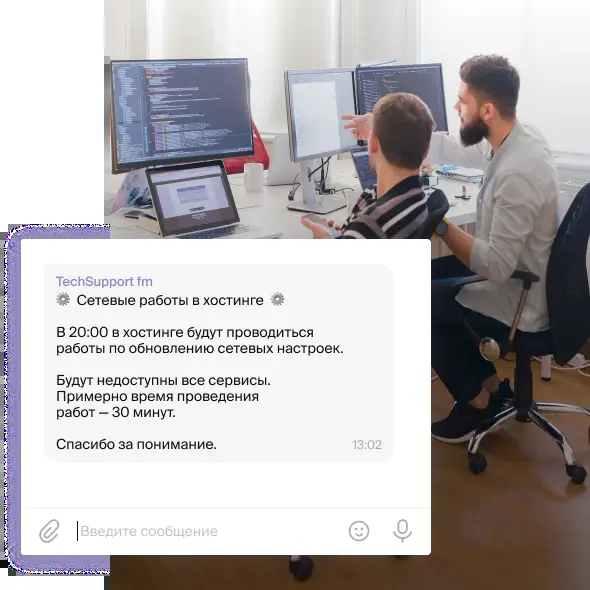 TechSupport fm
Сетевые работы в хостинге
В 20:00 в хостинге будут проводиться
работы по обновлению сетевых настроек.
Будут недоступны все сервисы.
Примерно время проведения
работ — 30 минут.
Спасибо за понимание.
13:02
Введите сообщение